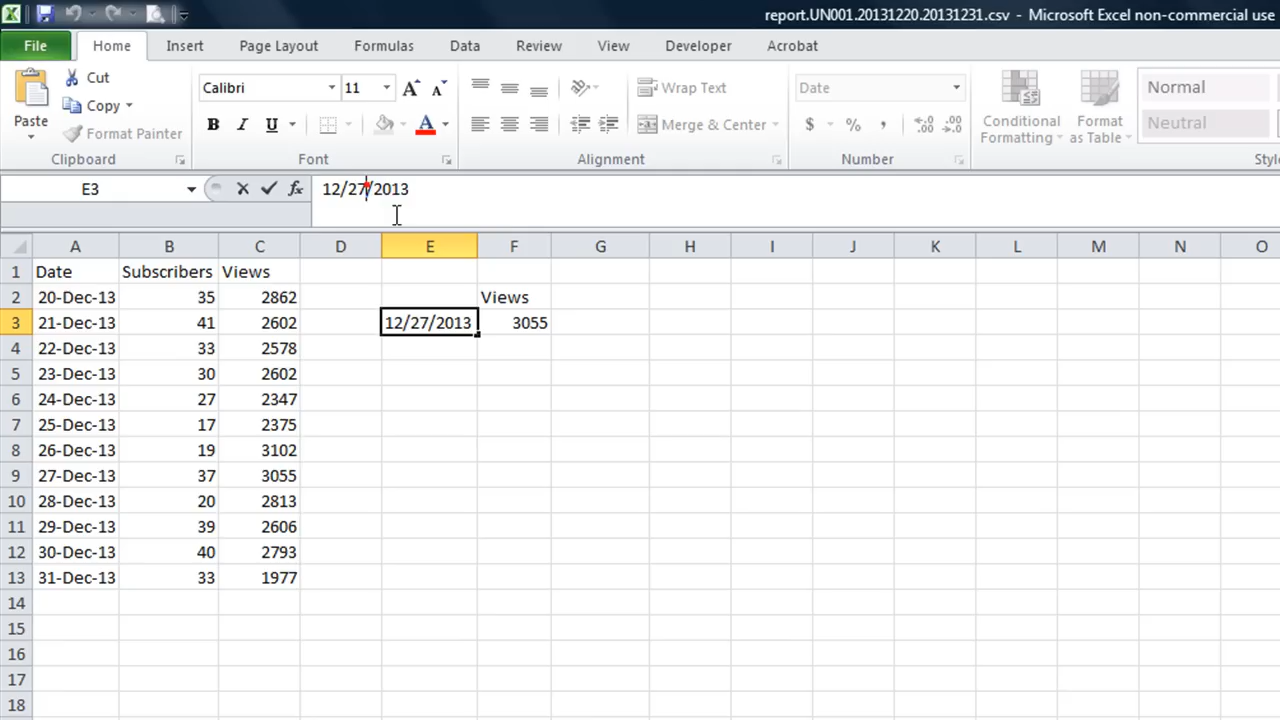 report.UN001.20131220.20131231.csv - Microsoft Excel non-commercial use
File Home Insert Page Layout Formulas Data Review View Developer Acrobat
Paste
Cut
Copy
Format Painter
Clipboard
Calibri 11
B I U A
Font
Wrap Text
Merge & Center
Alignment
Date
$ % ,
Number
Conditional Formatting
Format as Table
Normal
Neutral
Style
E3 fx 12/27/2013
A B C D E F G H I J K L M N O
1 Date Subscribers Views
2 20-Dec-13 35 2862 Views
3 21-Dec-13 41 2602 12/27/2013 3055
4 22-Dec-13 33 2578
5 23-Dec-13 30 2602
6 24-Dec-13 27 2347
7 25-Dec-13 17 2375
8 26-Dec-13 19 3102
9 27-Dec-13 37 3055
10 28-Dec-13 20 2813
11 29-Dec-13 39 2606
12 30-Dec-13 40 2793
13 31-Dec-13 33 1977
14
15
16
17
18